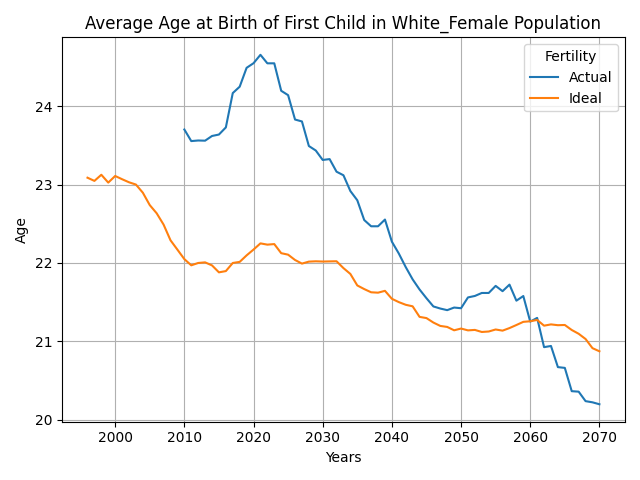 Average Age at Birth of First Child in White_Female Population
Fertility
Actual
Ideal
Age
24
23
22
21
20
2000
2010
2020
2030
2040
2050
2060
2070
Years